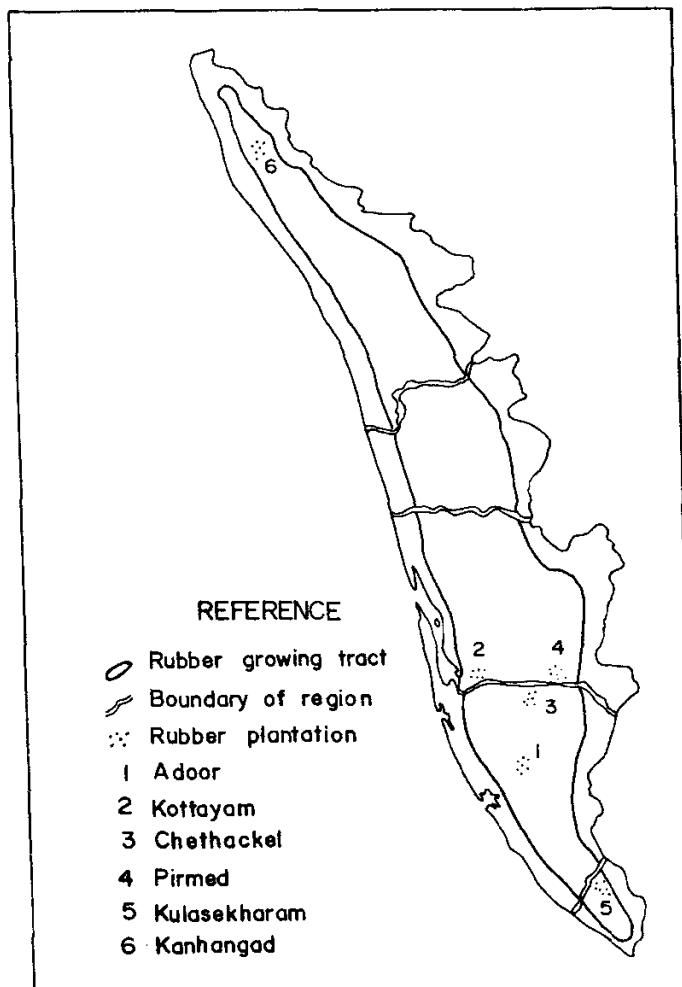 6
2
4
3
1
5
REFERENCE
Rubber growing tract
Boundary of region
Rubber plantation
1 Adoor
2 Kottayam
3 Chethackel
4 Pirmed
5 Kulasekharam
6 Kanhangad